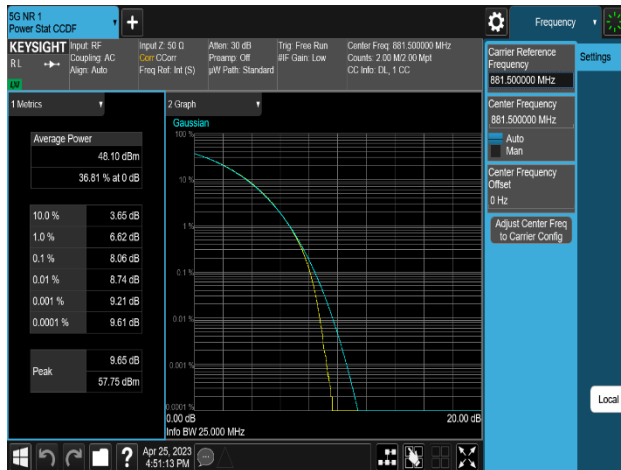 5G NR 1
Power Stat CCDF
Frequency
KEYSIGHT
Input: RF
Input Z: 50 Ω
Atten: 30 dB
Trig: Free Run
Center Freq: 881.500000 MHz
R L
Coupling: AC
Corr CCorr
Preamp: Off
#IF Gain: Low
Counts: 2.00 M/2.00 Mpt
Align: Auto
Freq Ref: Int (S)
µW Path: Standard
CC Info: DL, 1 CC
Carrier Reference
Frequency
881.500000 MHz
Settings
Center Frequency
881.500000 MHz
Auto
Man
Center Frequency
Offset
0 Hz
Adjust Center Freq
to Carrier Config
Local
1 Metrics
Average Power
48.10 dBm
36.81 % at 0 dB
10.0 % 3.65 dB
1.0 % 6.62 dB
0.1 % 8.06 dB
0.01 % 8.74 dB
0.001 % 9.21 dB
0.0001 % 9.61 dB
Peak
9.65 dB
57.75 dBm
2 Graph
Gaussian
100 %
10 %
1 %
0.1 %
0.01 %
0.001 %
0.0001 %
0.00 dB
20.00 dB
Info BW 25.000 MHz
?
Apr 25, 2023
4:51:13 PM